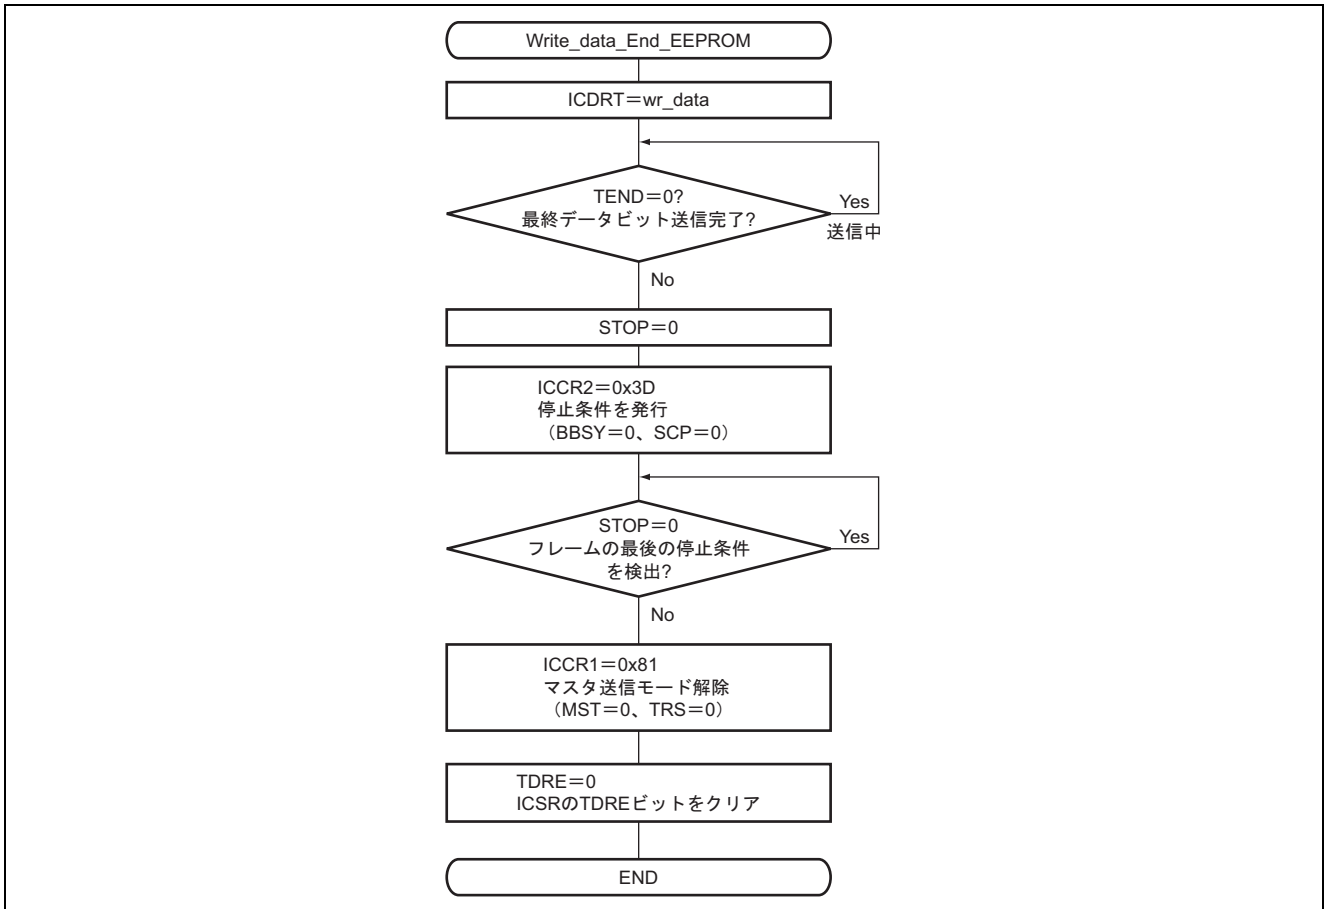 Write_data_End_EEPROM
ICDRT＝wr_data
TEND＝0?
最終データビット送信完了?
Yes
送信中
No
STOP＝0
ICCR2＝0x3D
停止条件を発行
（BBSY＝0、SCP＝0）
STOP＝0
フレームの最後の停止条件
を検出?
Yes
No
ICCR1＝0x81
マスタ送信モード解除
（MST＝0、TRS＝0）
TDRE＝0
ICSRのTDREビットをクリア
END